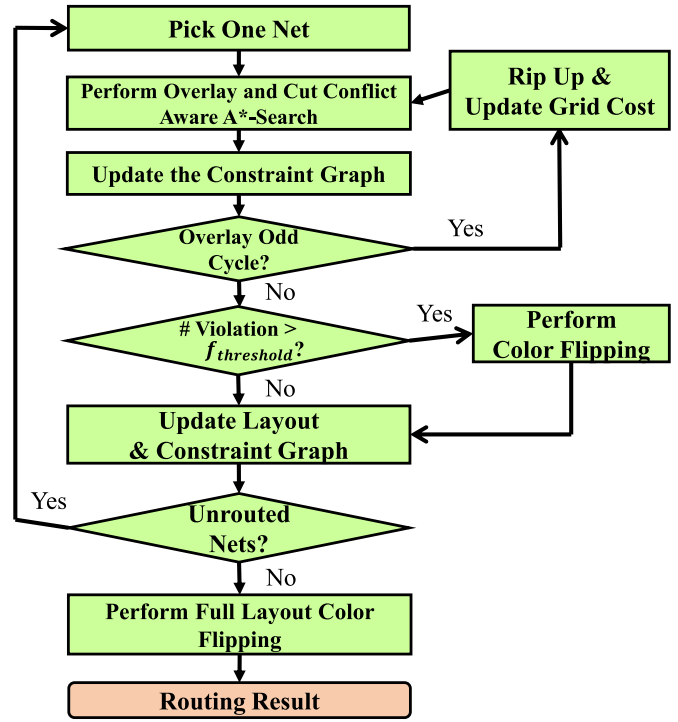 Pick One Net
Perform Overlay and Cut Conflict
Aware A*-Search
Rip Up &
Update Grid Cost
Update the Constraint Graph
Overlay Odd
Cycle?
Yes
No
# Violation >
f_threshold?
Yes
Perform
Color Flipping
No
Update Layout
& Constraint Graph
Yes
Unrouted
Nets?
No
Perform Full Layout Color
Flipping
Routing Result